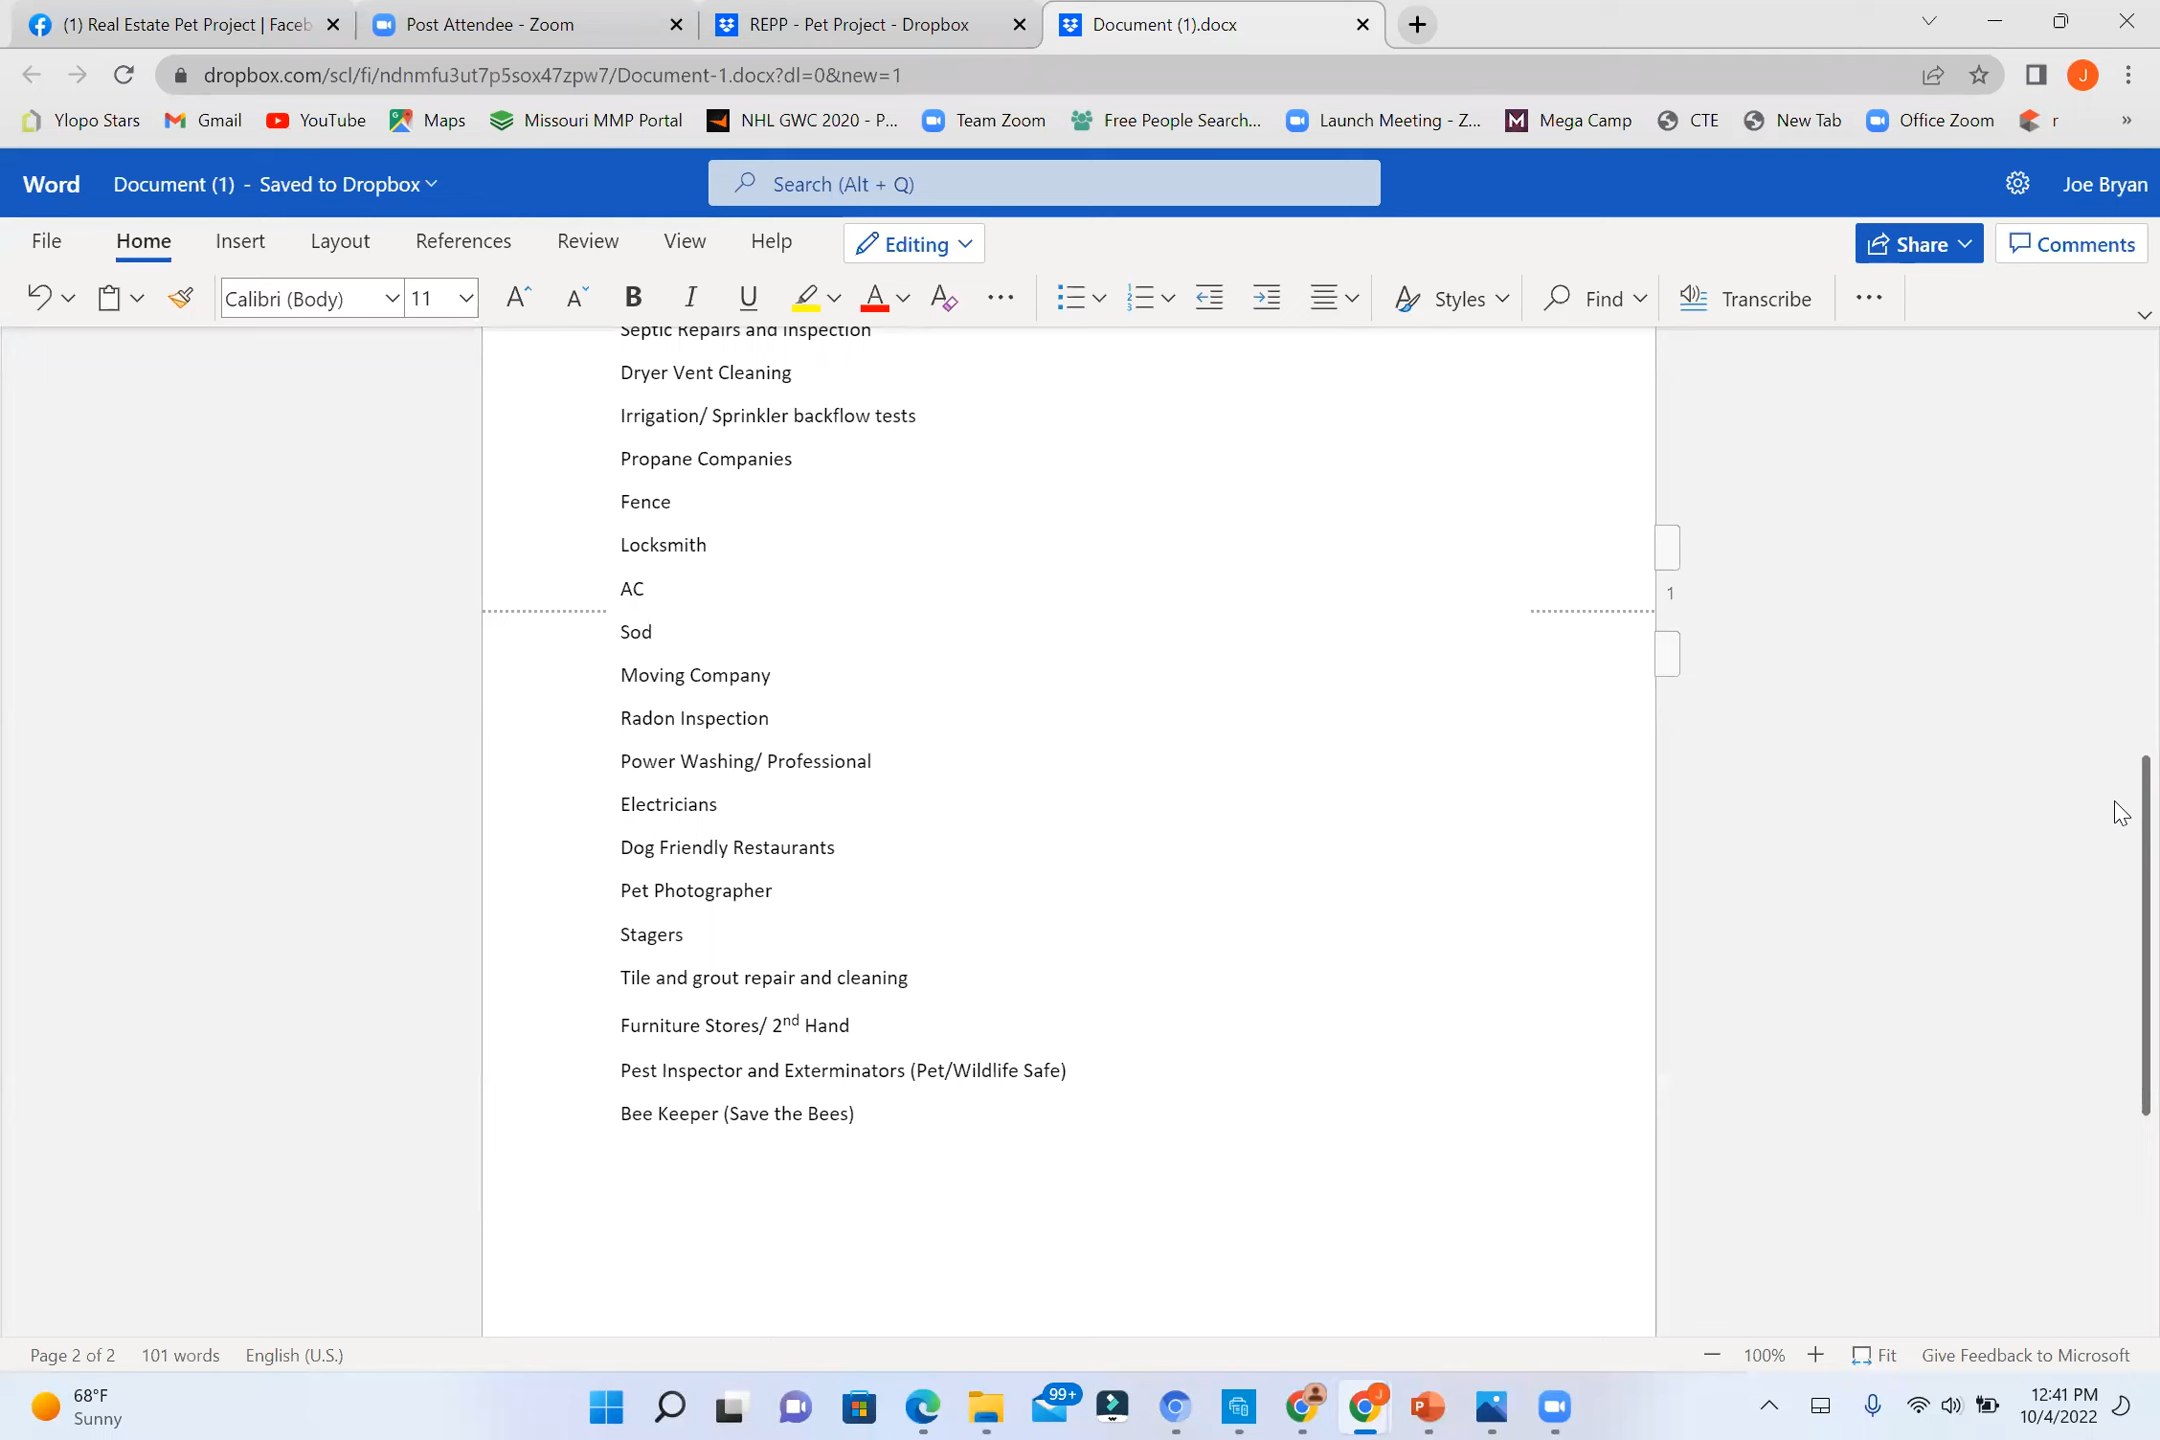 (1) Real Estate Pet Project | Faceb
Post Attendee - Zoom
REPP - Pet Project - Dropbox
Document (1).docx
dropbox.com/scl/fi/ndnmfu3ut7p5sox47zpw7/Document-1.docx?dl=0&new=1
J
Ylopo Stars
Gmail
YouTube
Maps
Missouri MMP Portal
NHL GWC 2020 - P...
Team Zoom
Free People Search...
Launch Meeting - Z...
Mega Camp
CTE
New Tab
Office Zoom
r
»
Word
Document (1) - Saved to Dropbox
Search (Alt + Q)
Joe Bryan
File
Home
Insert
Layout
References
Review
View
Help
Editing
Share
Comments
Calibri (Body)
11
B
I
U
Styles
Find
Transcribe
Septic Repairs and Inspection
Dryer Vent Cleaning
Irrigation/ Sprinkler backflow tests
Propane Companies
Fence
Locksmith
AC
1
Sod
Moving Company
Radon Inspection
Power Washing/ Professional
Electricians
Dog Friendly Restaurants
Pet Photographer
Stagers
Tile and grout repair and cleaning
Furniture Stores/ 2nd Hand
Pest Inspector and Exterminators (Pet/Wildlife Safe)
Bee Keeper (Save the Bees)
Page 2 of 2
101 words
English (U.S.)
100%
Fit
Give Feedback to Microsoft
68°F
Sunny
99+
J
P
12:41 PM
10/4/2022